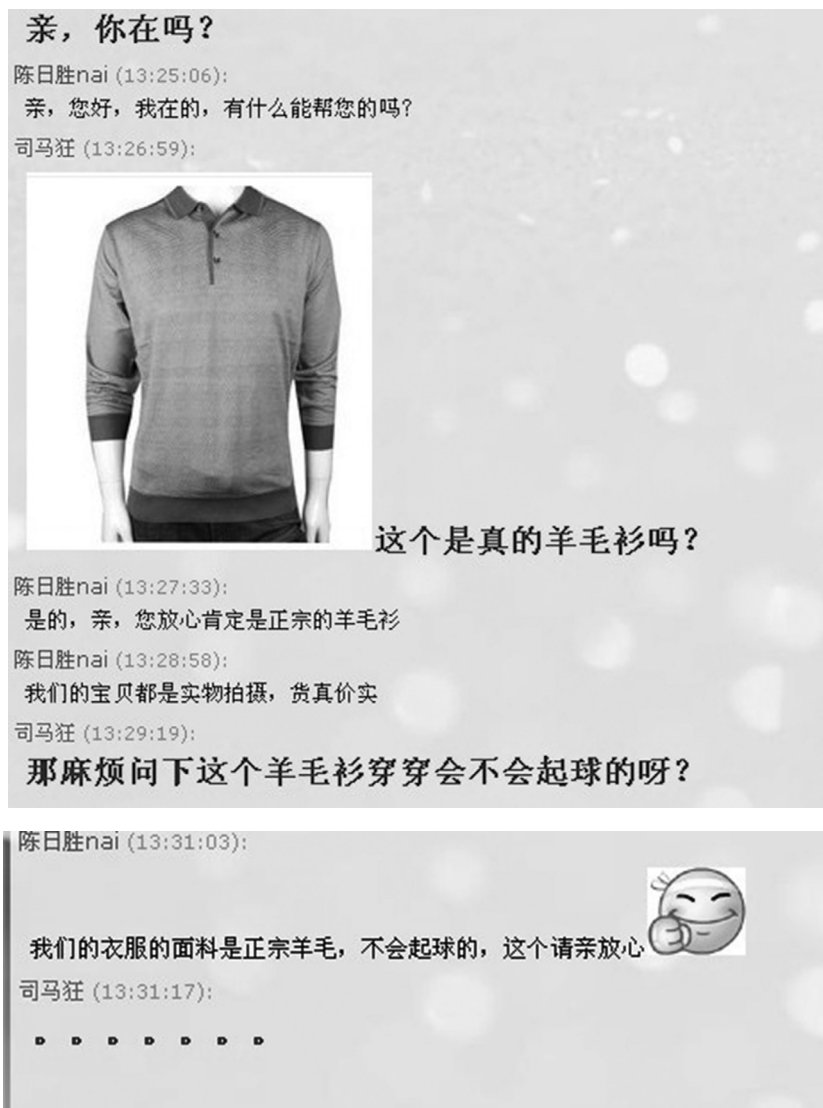 亲，你在吗？
陈日胜nai (13:25:06):
亲，您好，我在的，有什么能帮您的吗?
司马狂 (13:26:59):
这个是真的羊毛衫吗？
陈日胜nai (13:27:33):
是的，亲，您放心肯定是正宗的羊毛衫
陈日胜nai (13:28:58):
我们的宝贝都是实物拍摄，货真价实
司马狂 (13:29:19):
那麻烦问下这个羊毛衫穿穿会不会起球的呀？
陈日胜nai (13:31:03):
我们的衣服的面料是正宗羊毛，不会起球的，这个请亲放心
司马狂 (13:31:17):
。。。。。。。